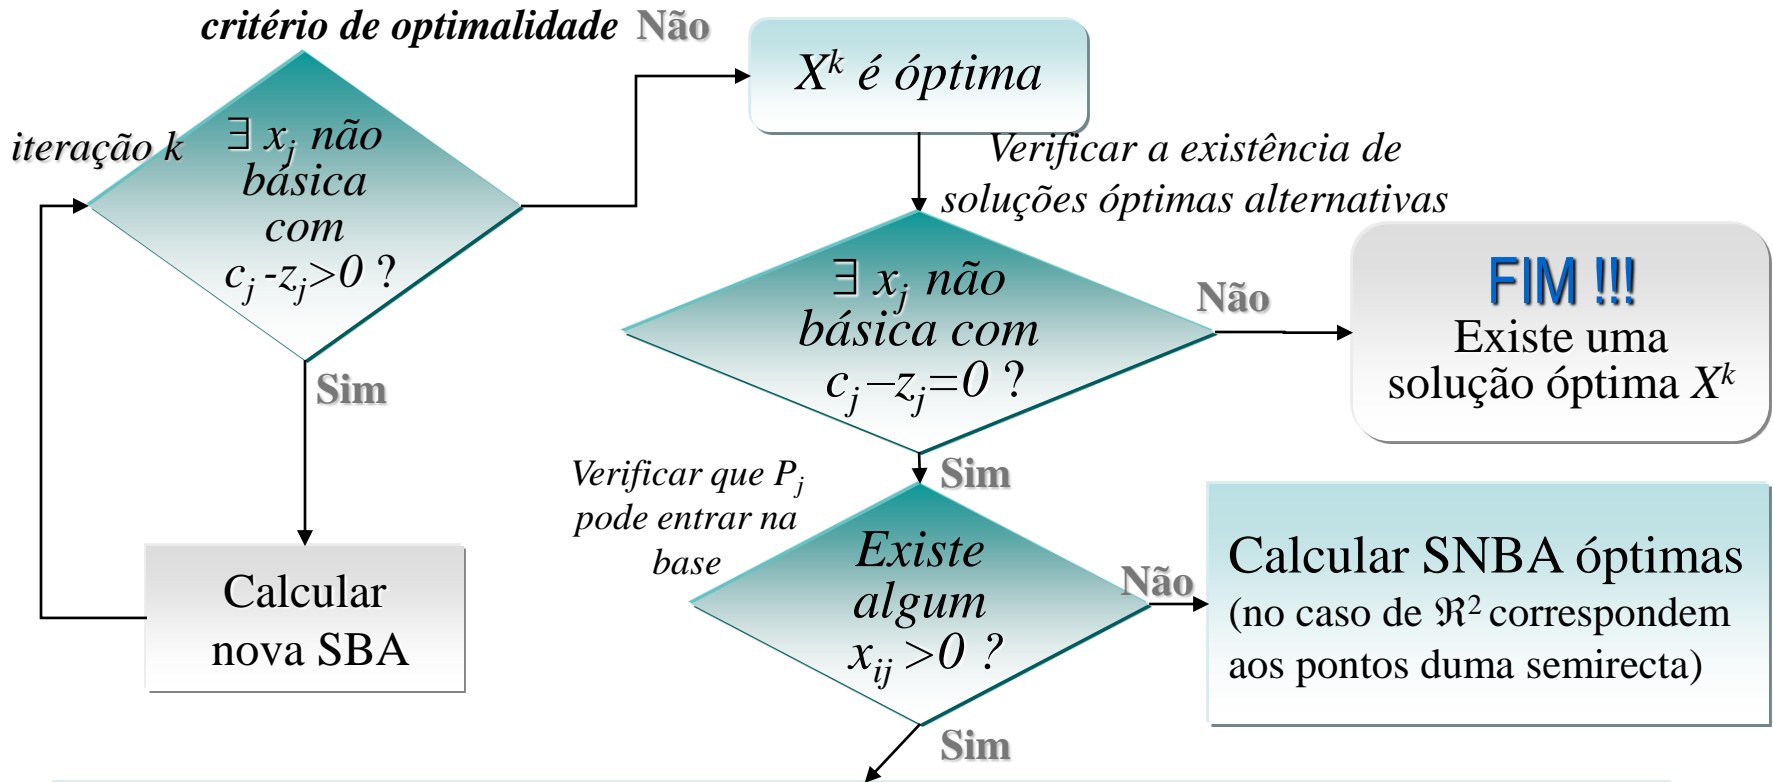 critério de optimalidade Não
iteração k
∃ xj não
básica
com
cj -zj>0 ?
Sim
Calcular
nova SBA
X^k é óptima
Verificar a existência de
soluções óptimas alternativas
∃ xj não
básica com
cj–zj=0 ?
Não
FIM !!!
Existe uma
solução óptima X^k
Sim
Verificar que Pj
pode entrar na
base
Existe
algum
xij >0 ?
Não
Calcular SNBA óptimas
(no caso de ℜ² correspondem
aos pontos duma semirecta)
Sim